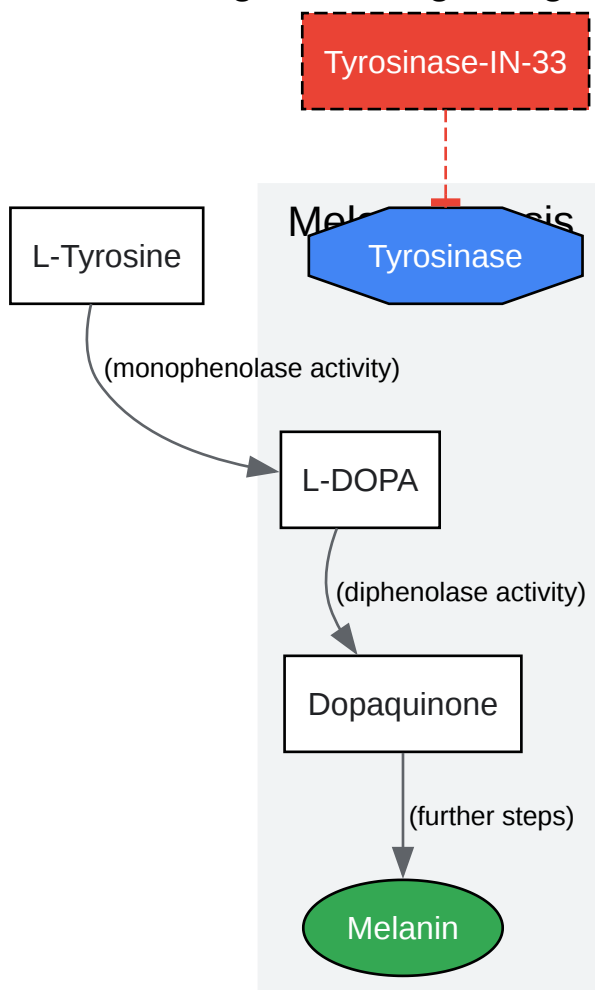 Tyrosinase-IN-33
L-Tyrosine
Tyrosinase
(monophenolase activity)
L-DOPA
(diphenolase activity)
Dopaquinone
(further steps)
Melanin